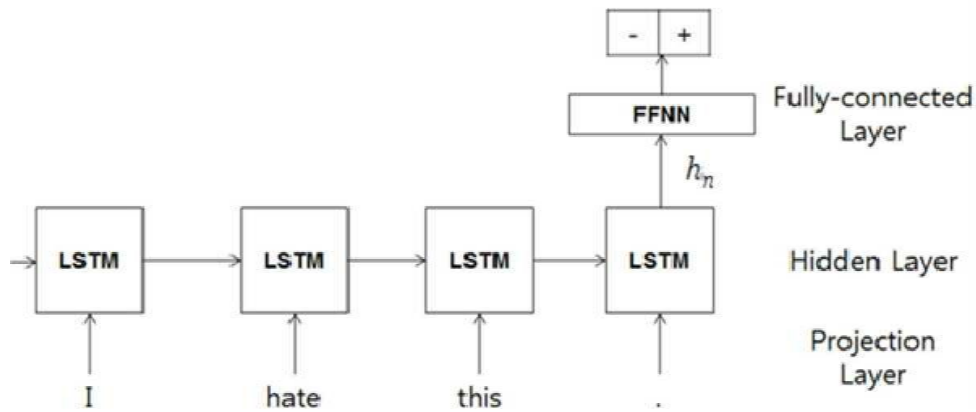 - +
FFNN
Fully-connected
Layer
hₙ
LSTM LSTM LSTM LSTM
Hidden Layer
Projection
Layer
I hate this .